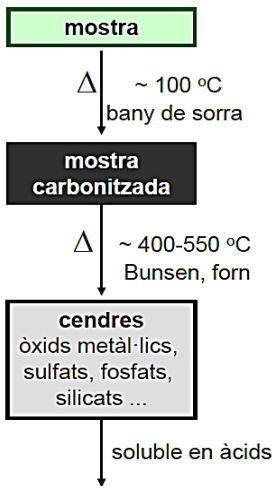 mostra
Δ ~ 100 ºC
bany de sorra
mostra
carbonitzada
Δ ~ 400-550 ºC
Bunsen, forn
cendres
òxids metàl·lics,
sulfats, fosfats,
silicats ...
soluble en àcids